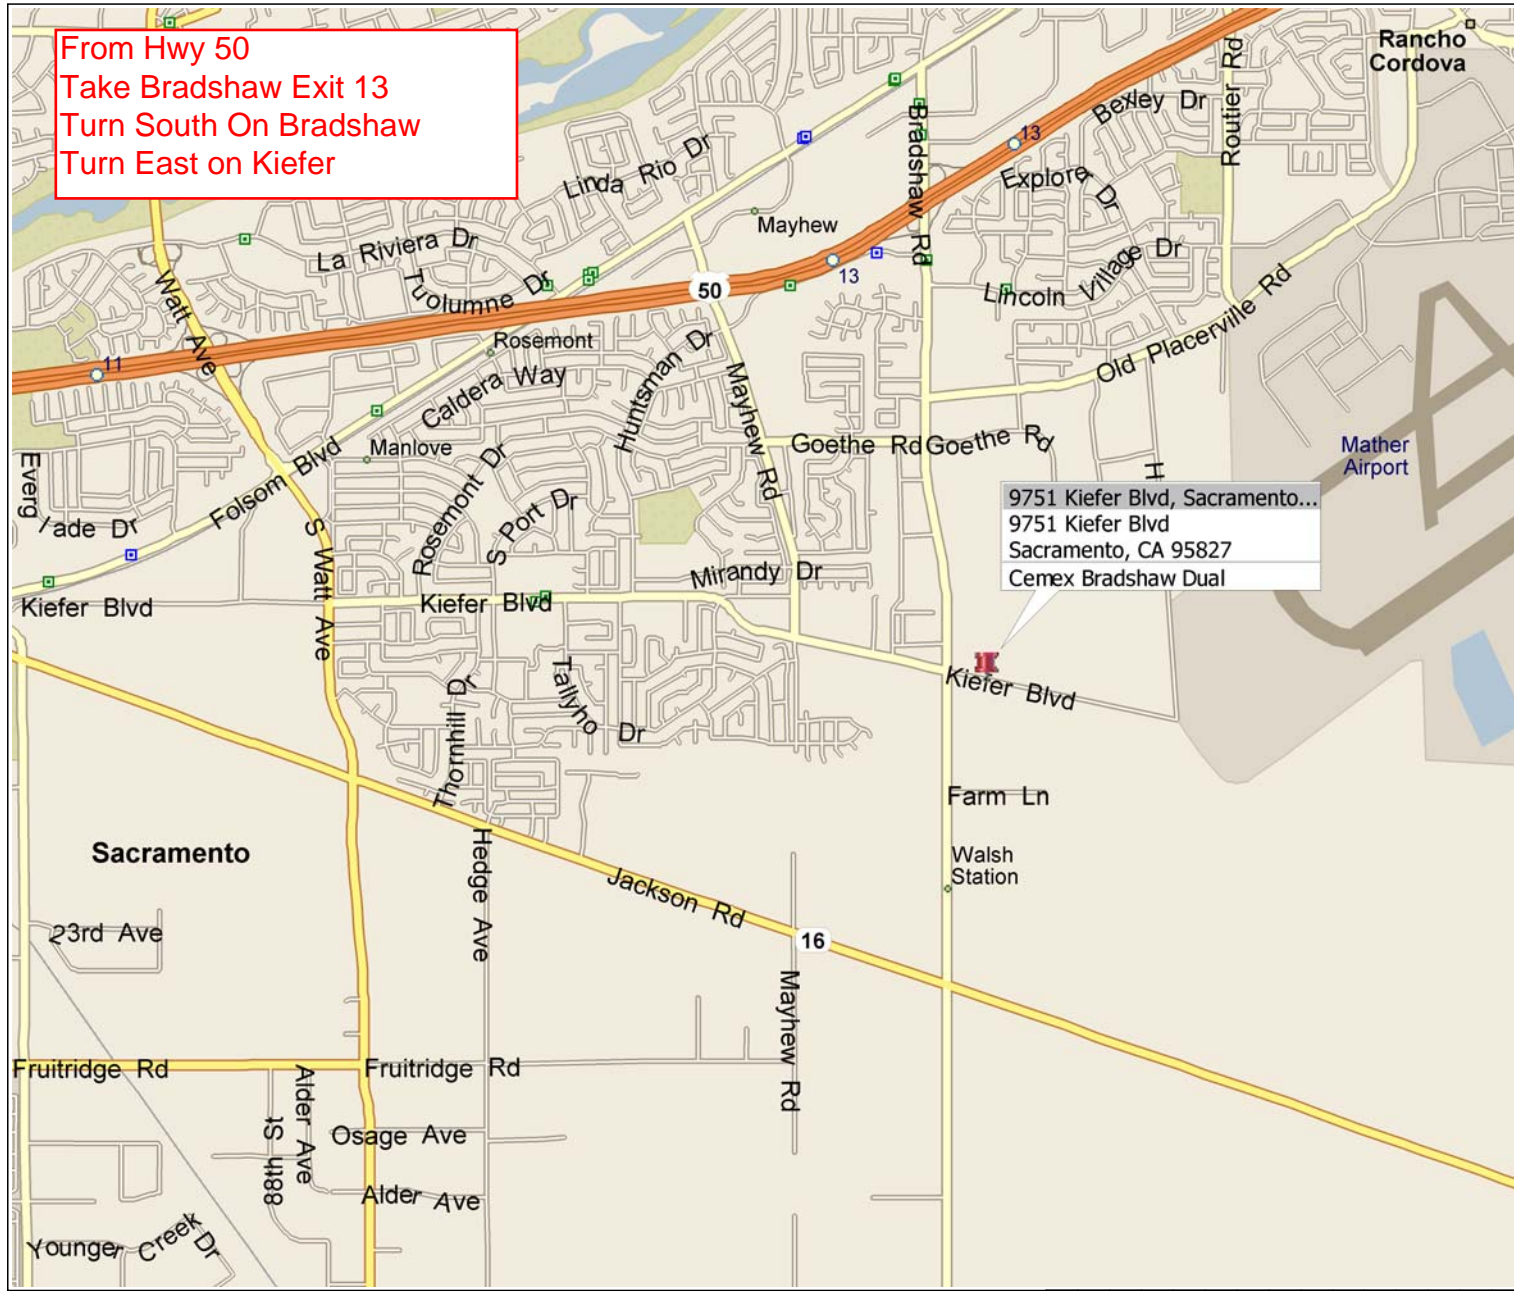 From Hwy 50
Take Bradshaw Exit 13
Turn South On Bradshaw
Turn East on Kiefer
Rancho
Cordova
Bexley Dr
Routier Rd
13
Bradshaw Rd
Linda Rio Dr
Explorer Dr
Mayhew
La Riviera Dr
Village Dr
Tuolumne Dr
13
50
Lincoln
Watt Ave
Old Placerville Rd
Rosemont
11
Caldera Way
Huntsman Dr
Mayhew Rd
Manlove
Goethe Rd
Goethe Rd
Mather
Airport
Folsom Blvd
Rosemont Dr
H
Everg
S Port Dr
9751 Kiefer Blvd, Sacramento...
9751 Kiefer Blvd
Sacramento, CA 95827
Cemex Bradshaw Dual
ade Dr
S Watt Ave
Mirandy Dr
Kiefer Blvd
Kiefer Blvd
Kiefer Blvd
Tallyho Dr
Thornhill Dr
Farm Ln
Sacramento
Hedge Ave
Walsh
Station
Jackson Rd
23rd Ave
16
Mayhew Rd
Fruitridge Rd
Fruitridge Rd
Alder Ave
88th St
Osage Ave
Alder Ave
Younger Creek Dr